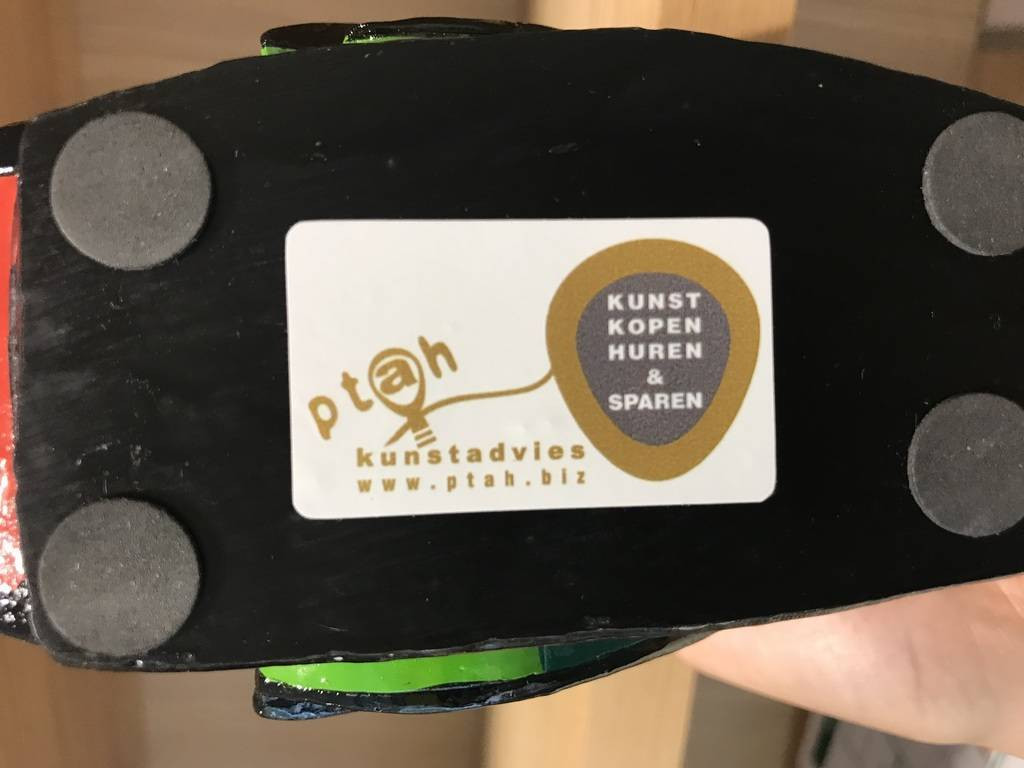 ptah
kunstadvies
www.ptah.biz
KUNST
KOPEN
HUREN
&
SPAREN